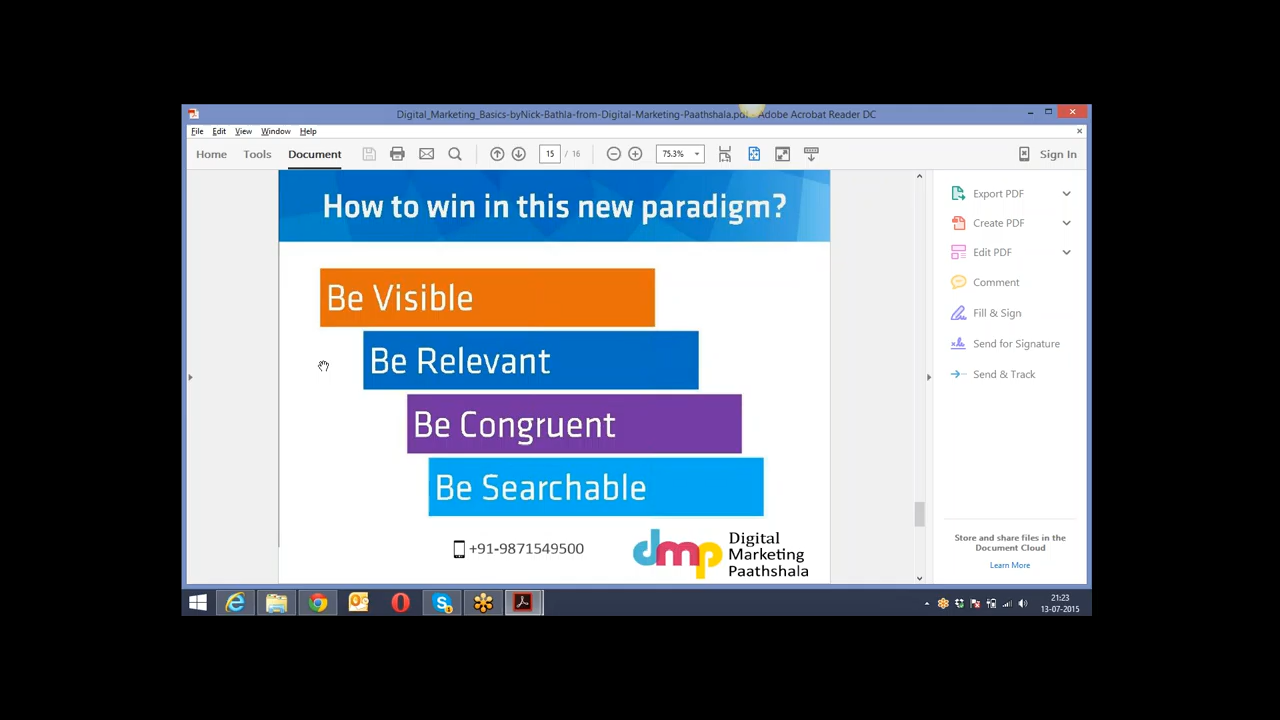 Digital_Marketing_Basics-byNick-Bathla-from-Digital-Marketing-Paathshala.pdf - Adobe Acrobat Reader DC
File Edit View Window Help
Home Tools Document 15 / 16 75.3% Sign In
How to win in this new paradigm?
Be Visible
Be Relevant
Be Congruent
Be Searchable
+91-9871549500
dmp
Digital
Marketing
Paathshala
Export PDF
Create PDF
Edit PDF
Comment
Fill & Sign
Send for Signature
Send & Track
Store and share files in the
Document Cloud
Learn More
21:23
13-07-2015